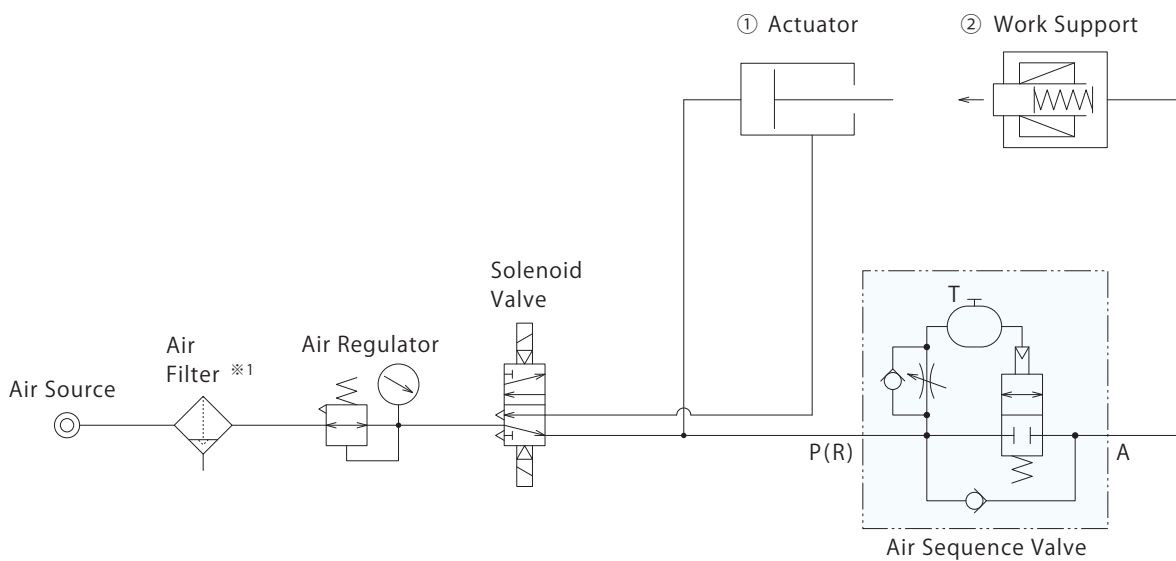 ① Actuator
② Work Support
Solenoid
Valve
T
Air
Filter ※1
Air Regulator
Air Source
P(R)
A
Air Sequence Valve